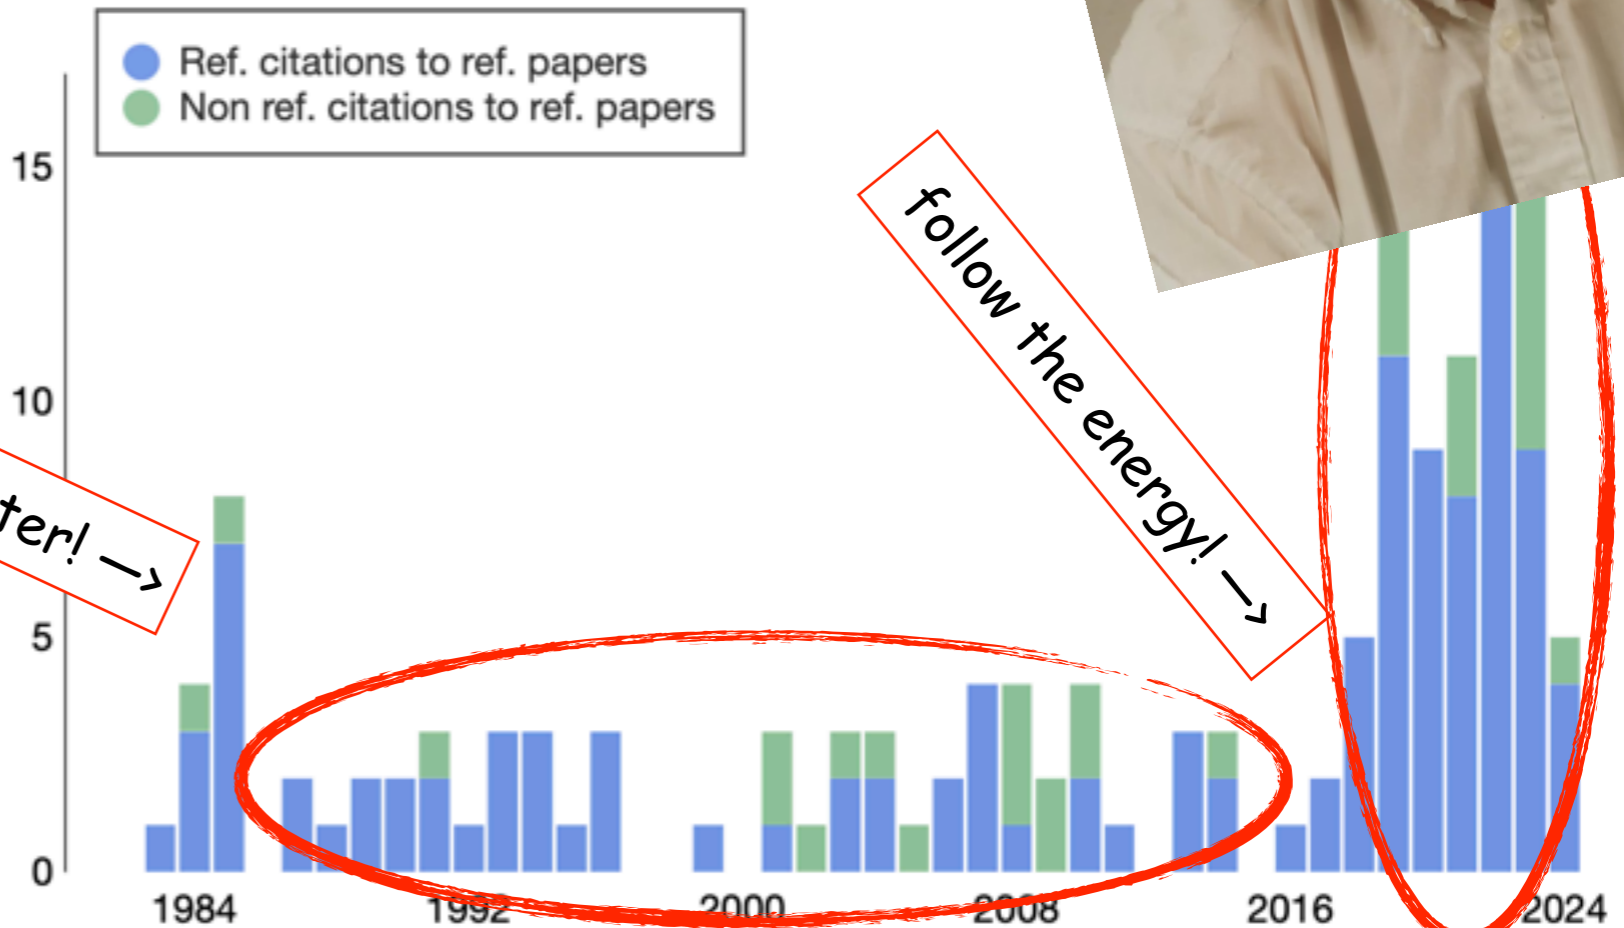 Ref. citations to ref. papers
Non ref. citations to ref. papers
15
10
5
0
ter! —>
follow the energy! —>
1984 1992 2000 2008 2016 2024